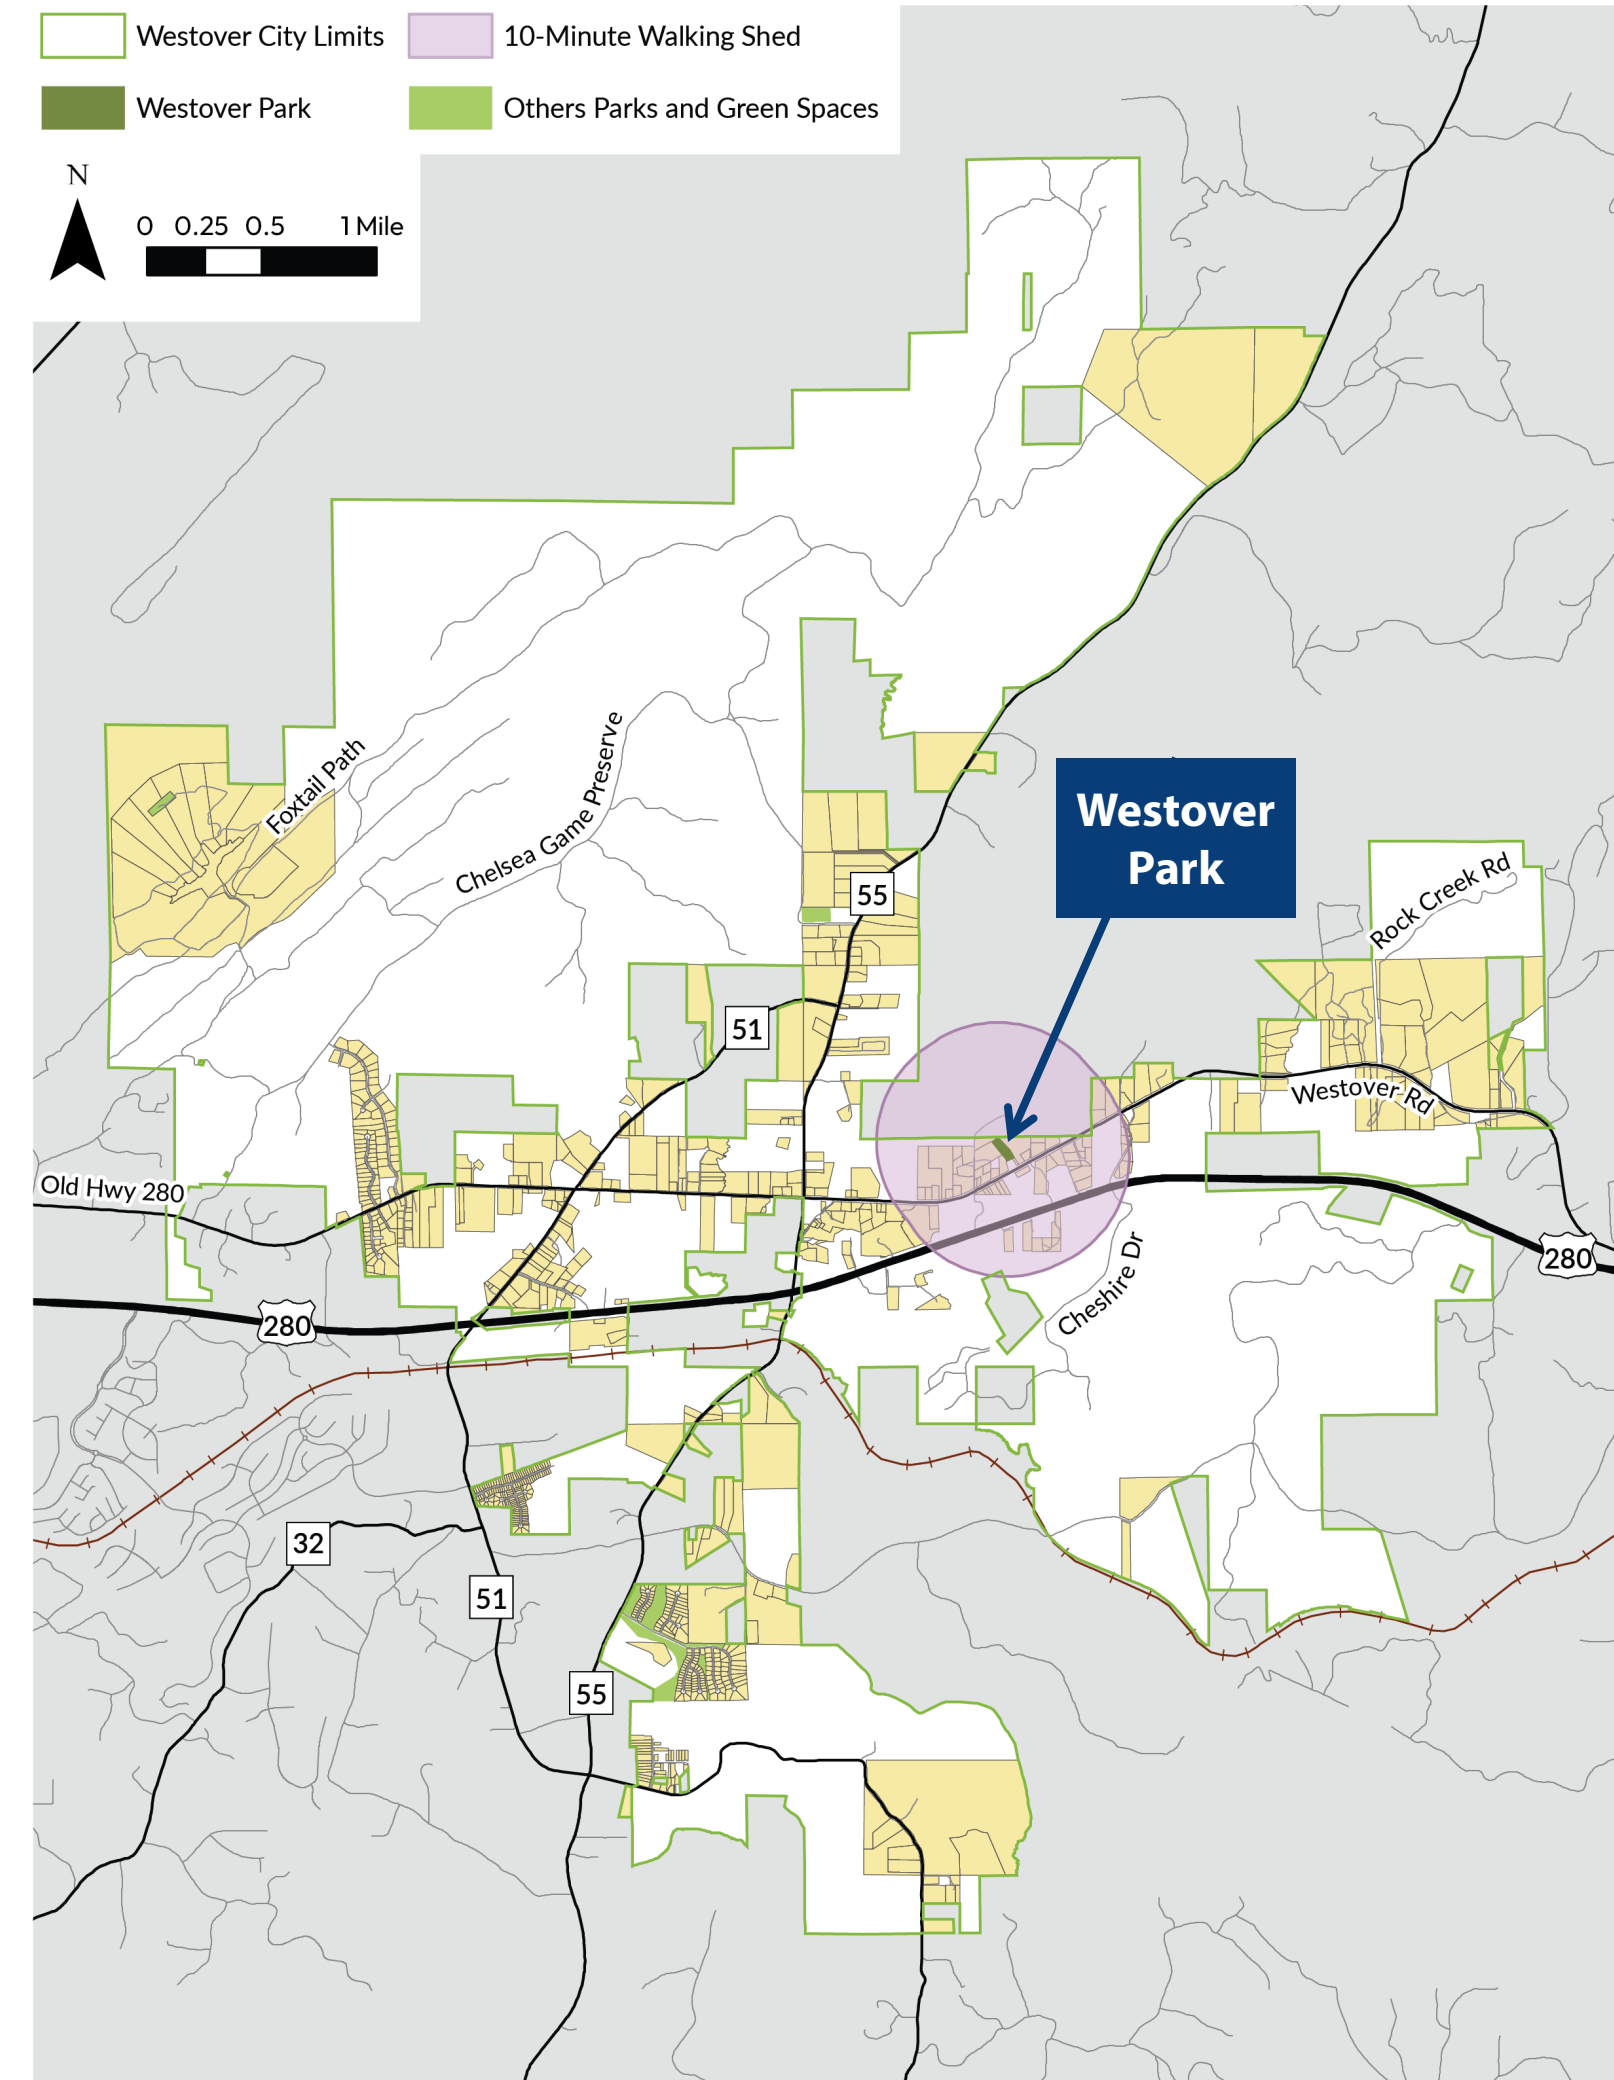 Westover City Limits
10-Minute Walking Shed
Westover Park
Others Parks and Green Spaces
N
0 0.25 0.5 1 Mile
Foxtail Path
Chelsea Game Preserve
Westover
Park
55
Rock Creek Rd
51
Westover Rd
Old Hwy 280
280
Cheshire Dr
280
32
51
55